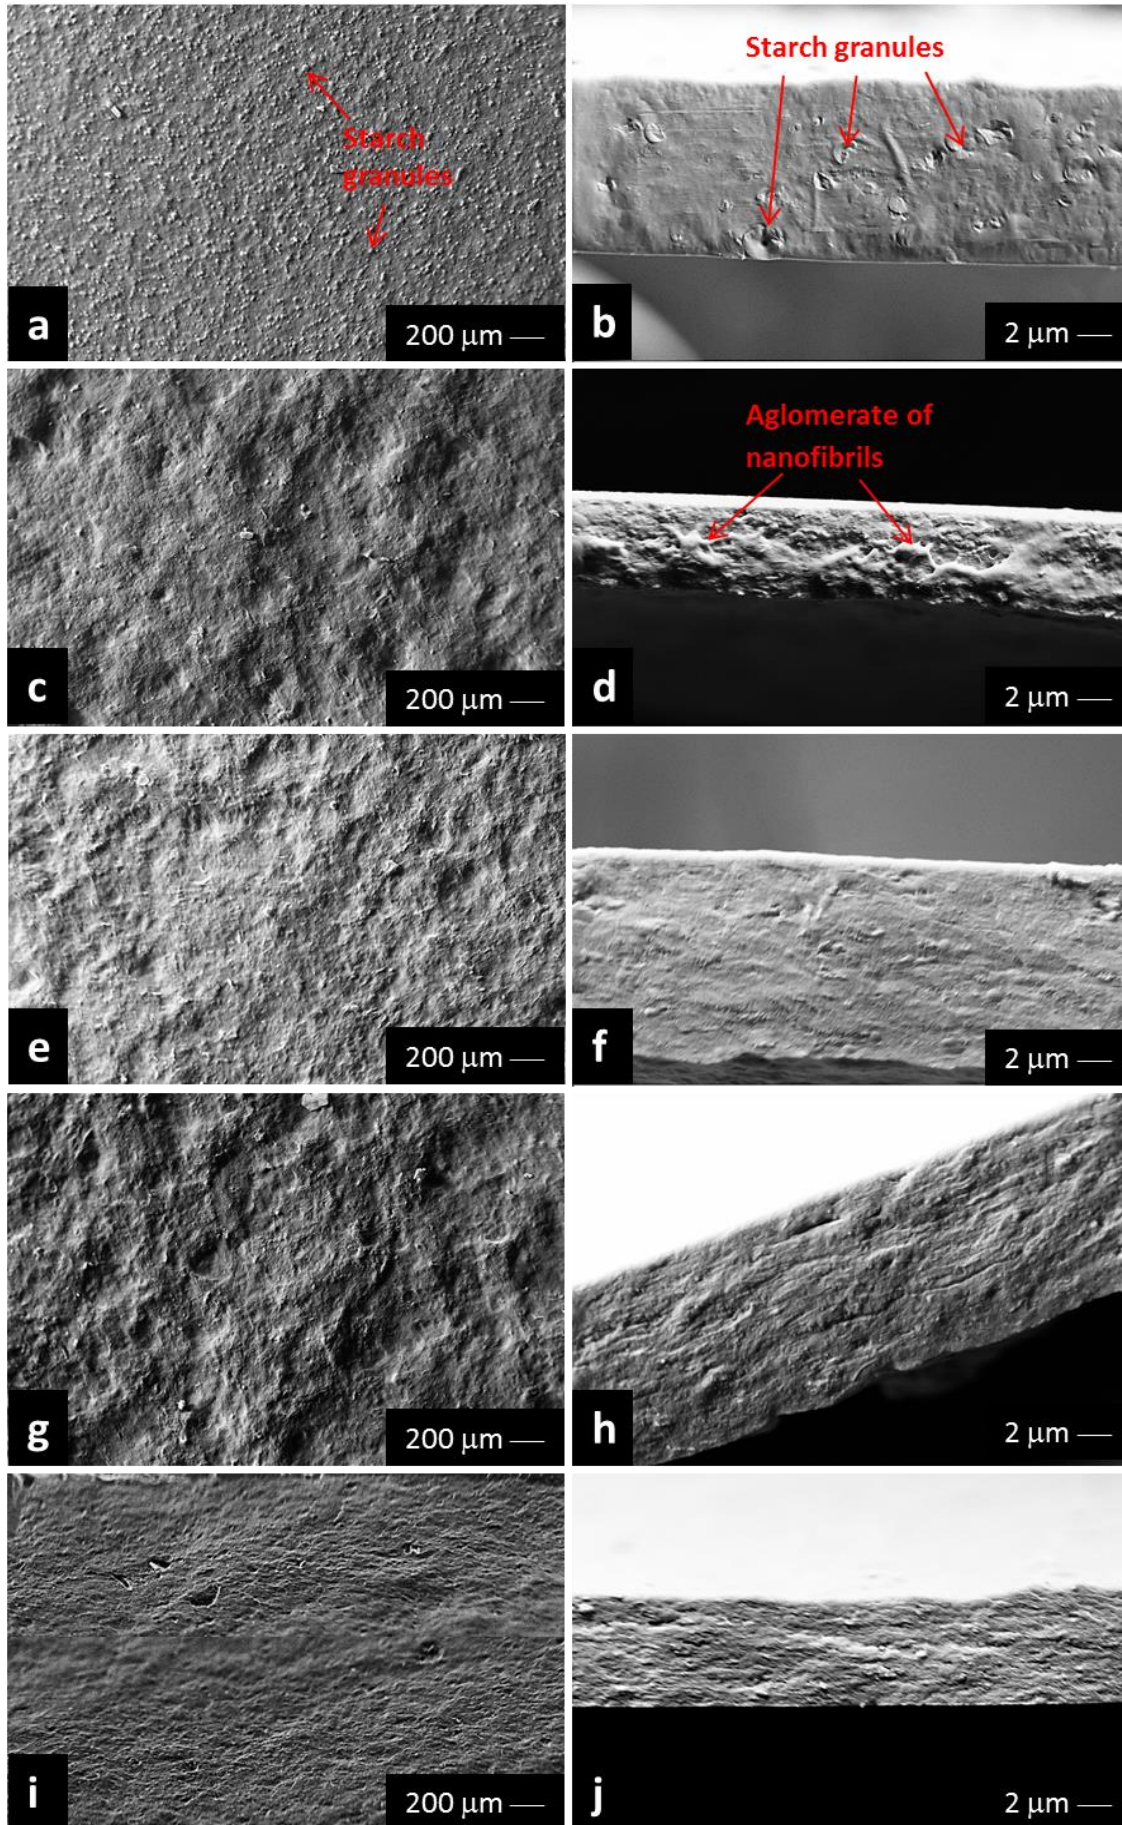 Starch
granules
a
200 μm
Starch granules
b
2 μm
c
200 μm
Aglomerate of
nanofibrils
d
2 μm
e
200 μm
f
2 μm
g
200 μm
h
2 μm
i
200 μm
j
2 μm